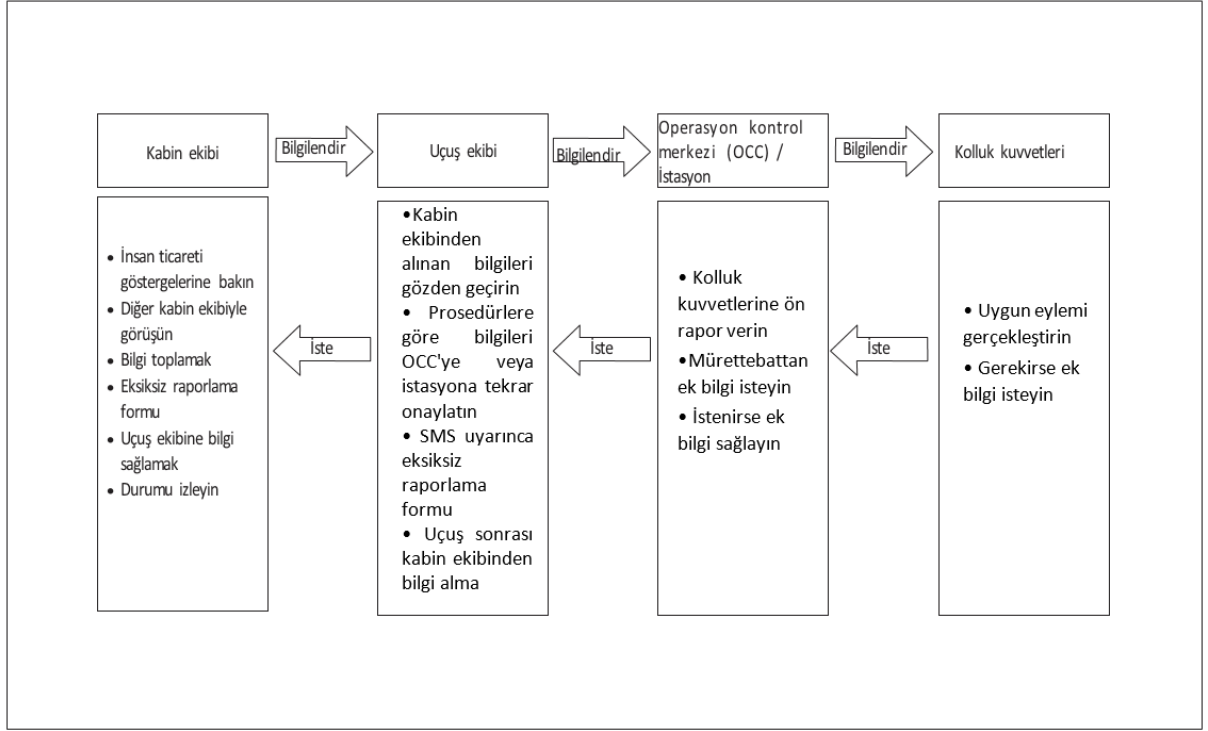 Kabin ekibi
Bilgilendir
Uçuş ekibi
Bilgilendir
Operasyon kontrol
merkezi (OCC) /
İstasyon
Bilgilendir
Kolluk kuvvetleri
• İnsan ticareti
göstergelerine bakın
• Diğer kabin ekibiyle
görüşün
• Bilgi toplamak
• Eksiksiz raporlama
formu
• Uçuş ekibine bilgi
sağlamak
• Durumu izleyin
İste
•Kabin
ekibinden
alınan bilgileri
gözden geçirin
• Prosedürlere
göre bilgileri
OCC'ye veya
istasyona tekrar
onaylatın
• SMS uyarınca
eksiksiz
raporlama
formu
• Uçuş sonrası
kabin ekibinden
bilgi alma
İste
• Kolluk
kuvvetlerine ön
rapor verin
•Mürettebattan
ek bilgi isteyin
• İstenirse ek
bilgi sağlayın
İste
• Uygun eylemi
gerçekleştirin
• Gerekirse ek
bilgi isteyin